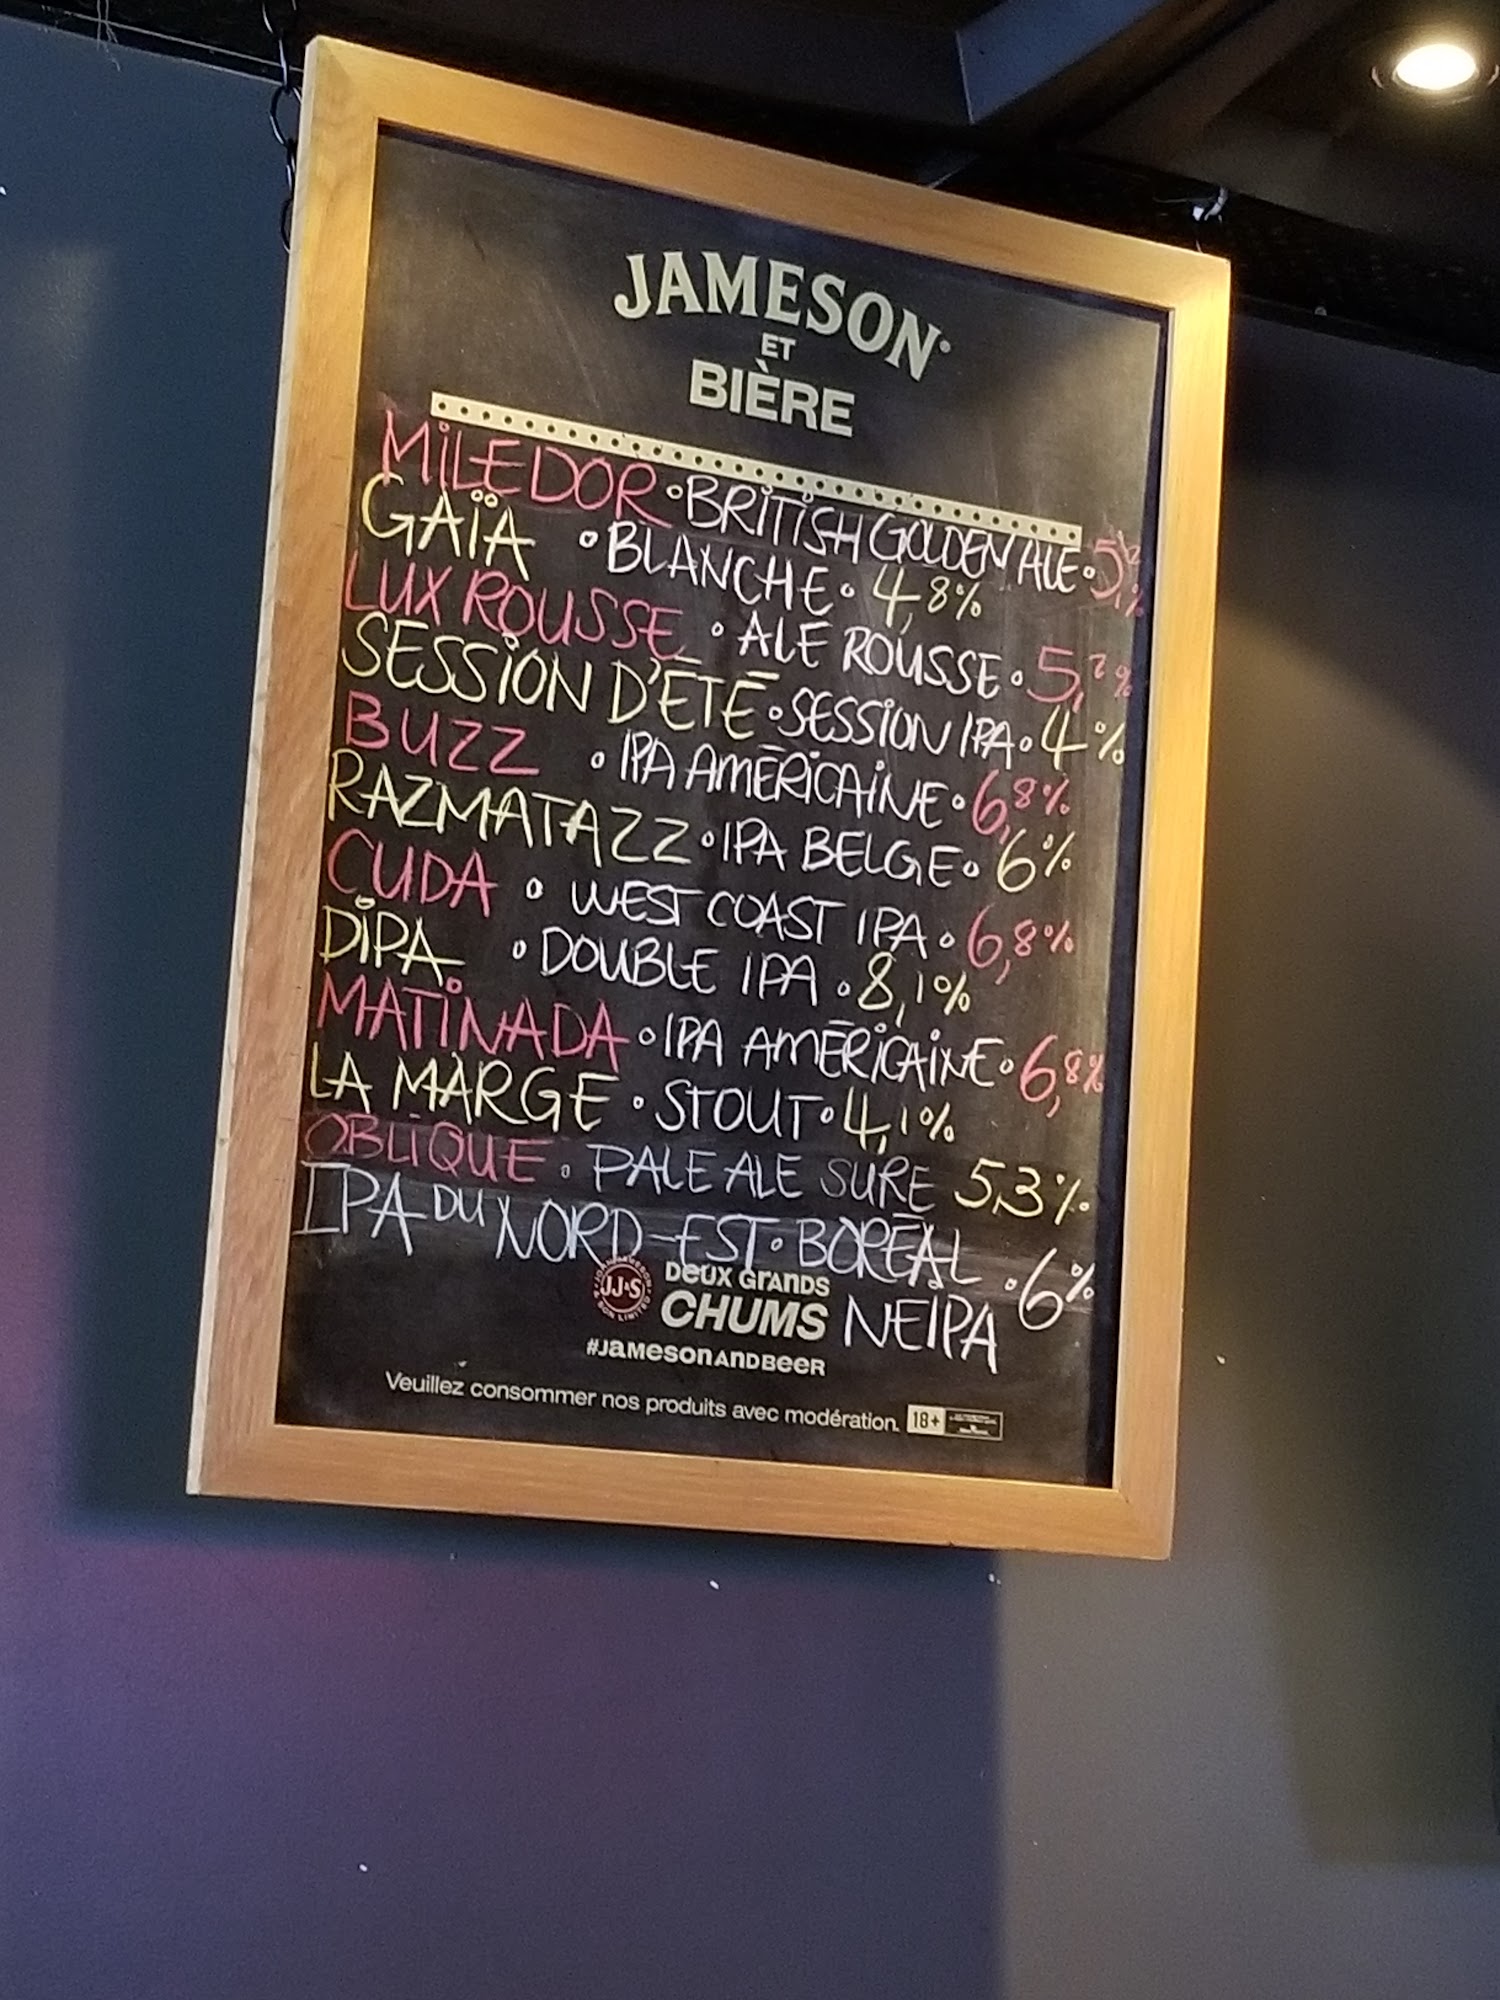 JAMESON
ET
BIÈRE
MILEDOR • BRITISH GOLDEN ALE • 5,2%
GAÏA • BLANCHE • 4,8%
LUX ROUSSE • ALE ROUSSE • 5,2%
SESSION D'ÉTÉ • SESSION IPA • 4%
BUZZ • IPA AMÉRICAINE • 6,8%
RAZMATAZZ • IPA BELGE • 6%
CUDA • WEST COAST IPA • 6,8%
DIPA • DOUBLE IPA • 8,1%
MATINADA • IPA AMÉRICAINE • 6,8%
LA MARGE • STOUT • 4,1%
OBLIQUE • PALE ALE SURE 5,3%
IPA DU NORD-EST • BORÉAL • 6%
NEIPA
JJ&S
DEUX GRANDS
CHUMS
#JAMESONANDBEER
Veuillez consommer nos produits avec modération. 18+